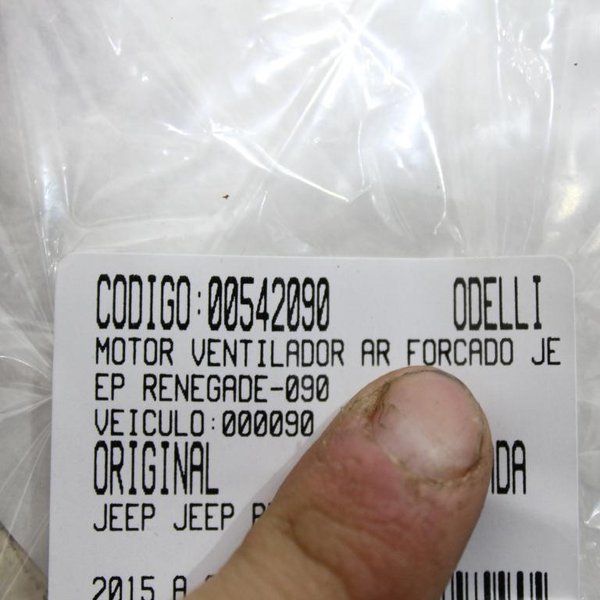 CODIGO:00542090 ODELLI
MOTOR VENTILADOR AR FORCADO JE
EP RENEGADE-090
VEICULO:000090
ORIGINAL
JEEP JEEP
2015 A